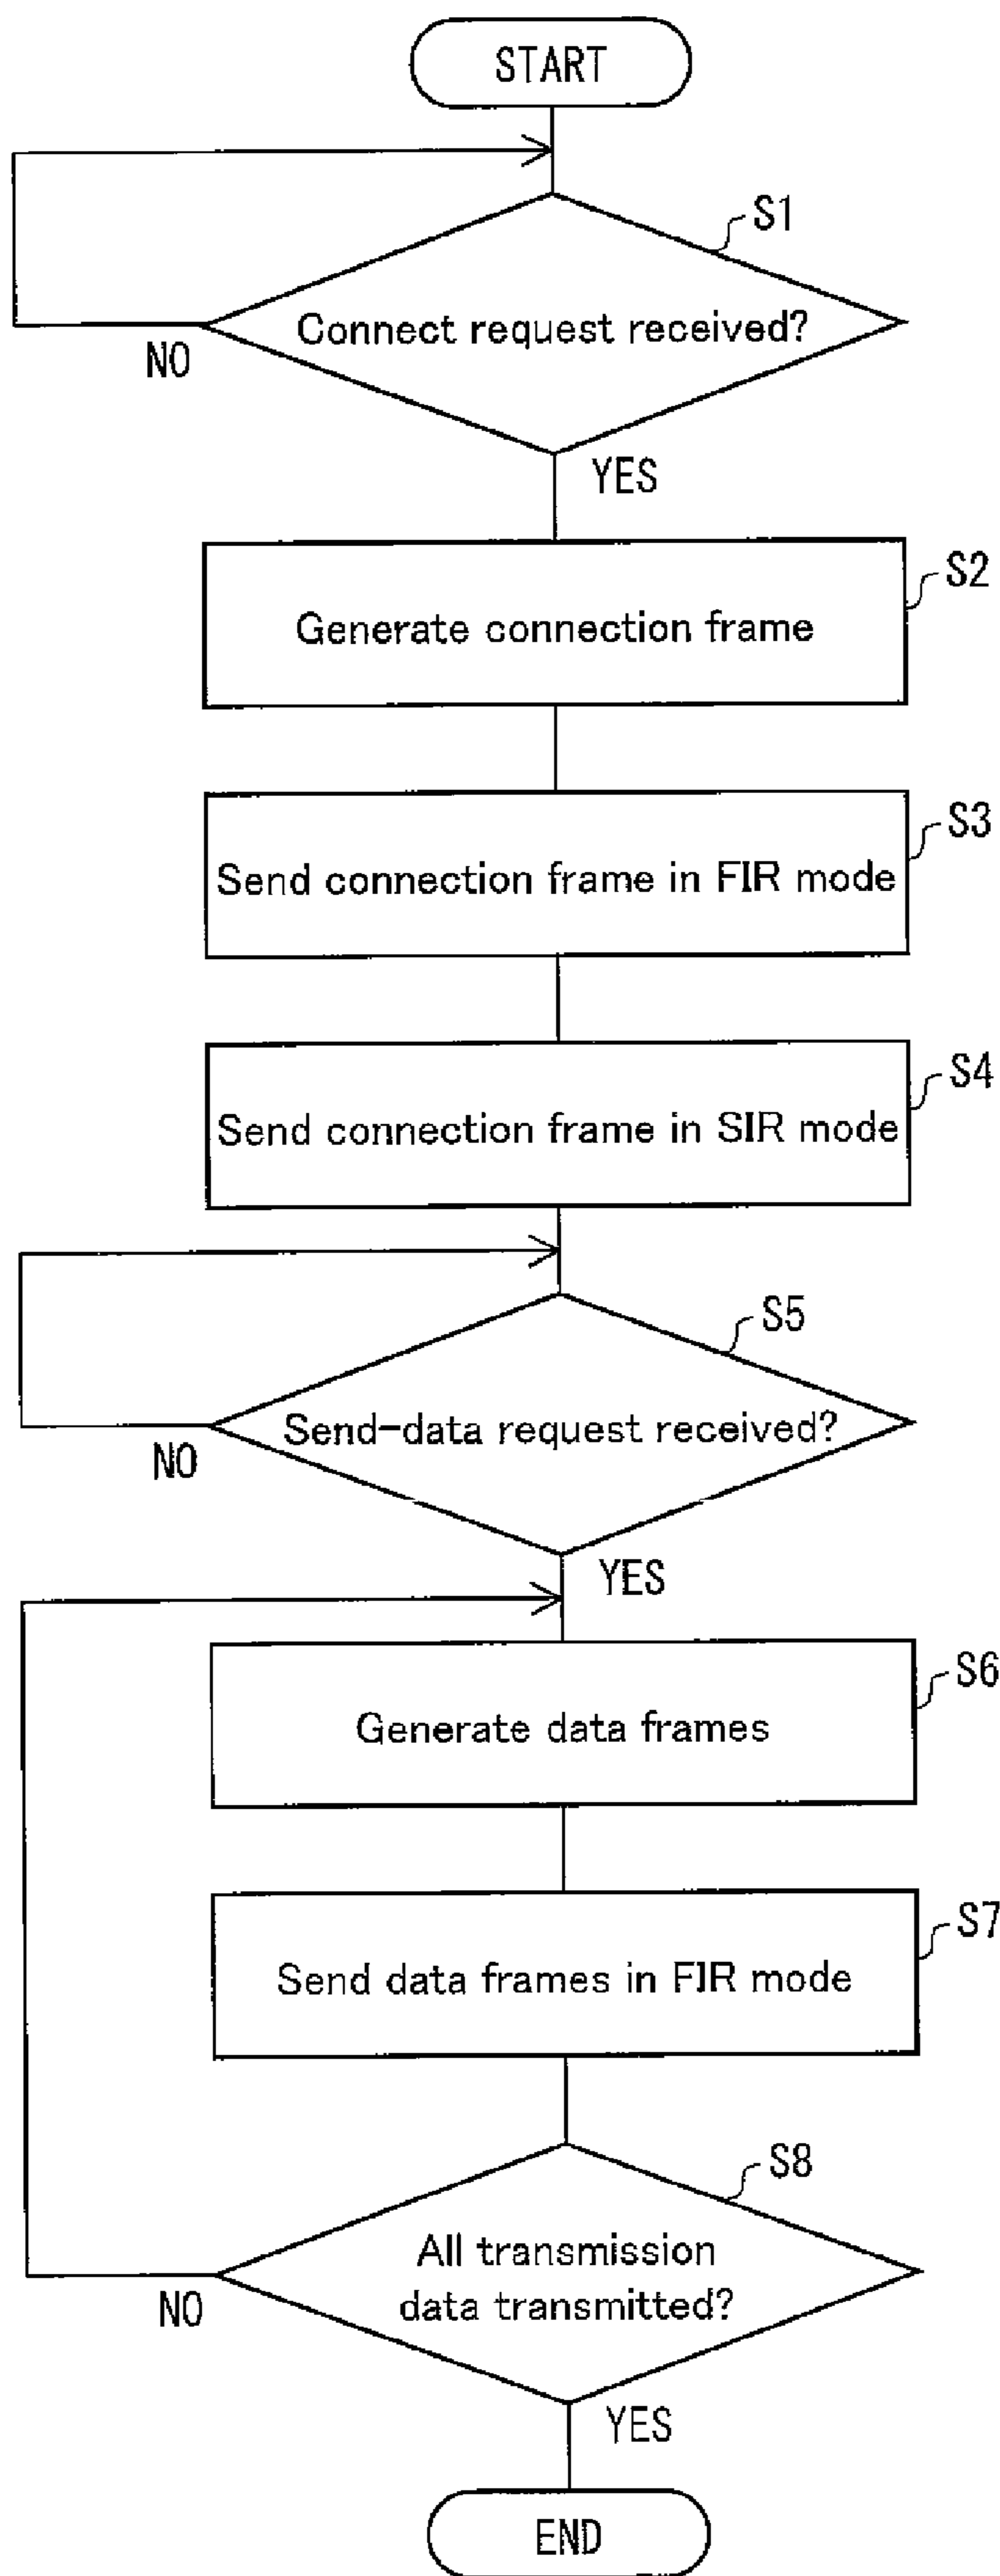 START
S1
Connect request received?
NO
YES
S2
Generate connection frame
S3
Send connection frame in FIR mode
S4
Send connection frame in SIR mode
S5
Send-data request received?
NO
YES
S6
Generate data frames
S7
Send data frames in FIR mode
S8
All transmission
data transmitted?
NO
YES
END